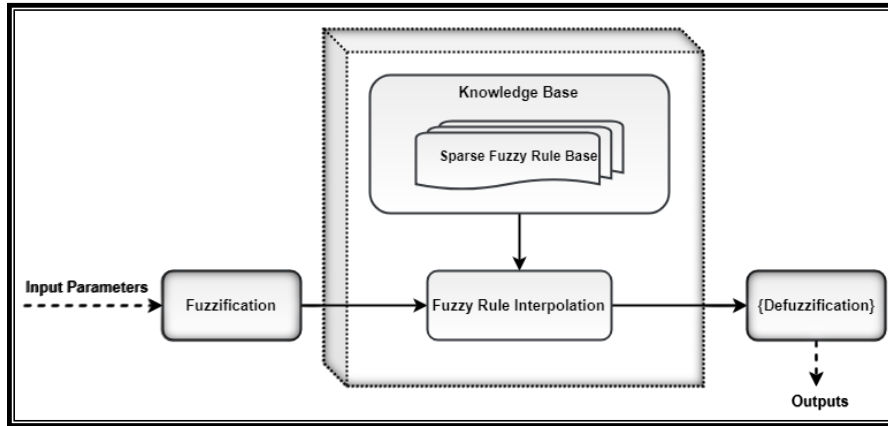 Knowledge Base
Sparse Fuzzy Rule Base
Input Parameters
Fuzzification
Fuzzy Rule Interpolation
{Defuzzification}
Outputs